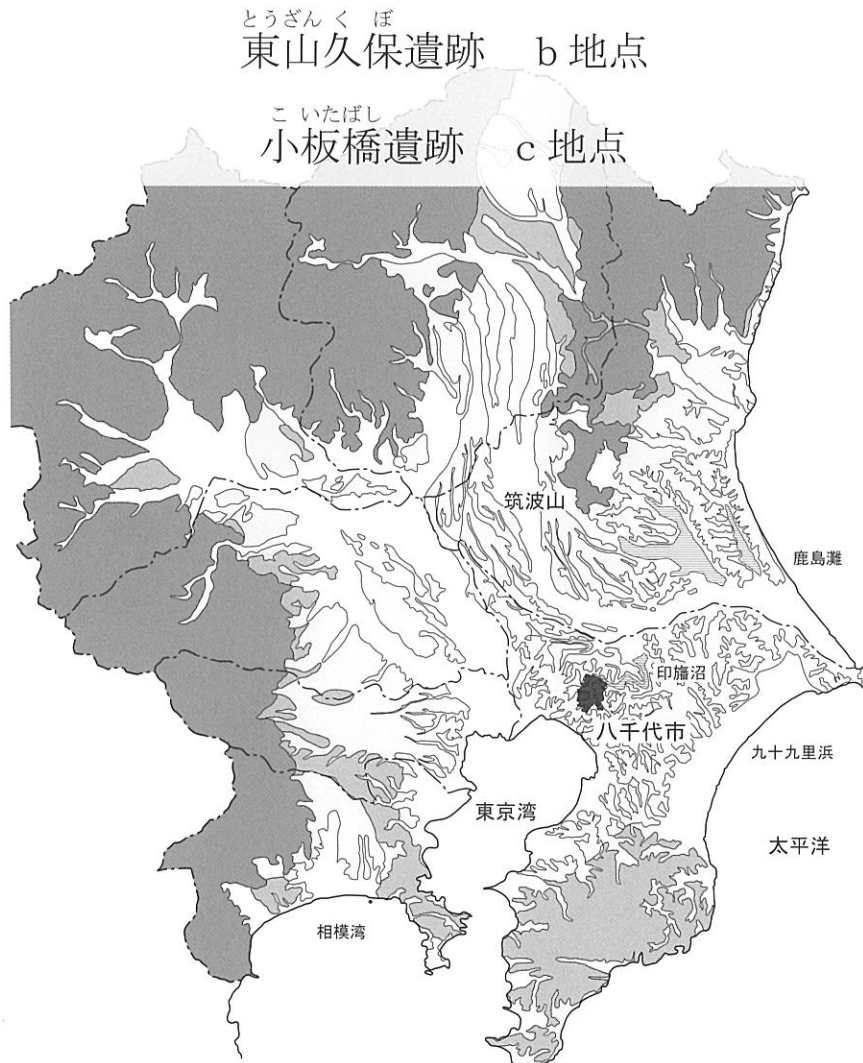 とうざんくぼ
東山久保遺跡 b地点
こいたばし
小板橋遺跡 c地点
筑波山
鹿島灘
印旛沼
八千代市
九十九里浜
東京湾
太平洋
相模湾